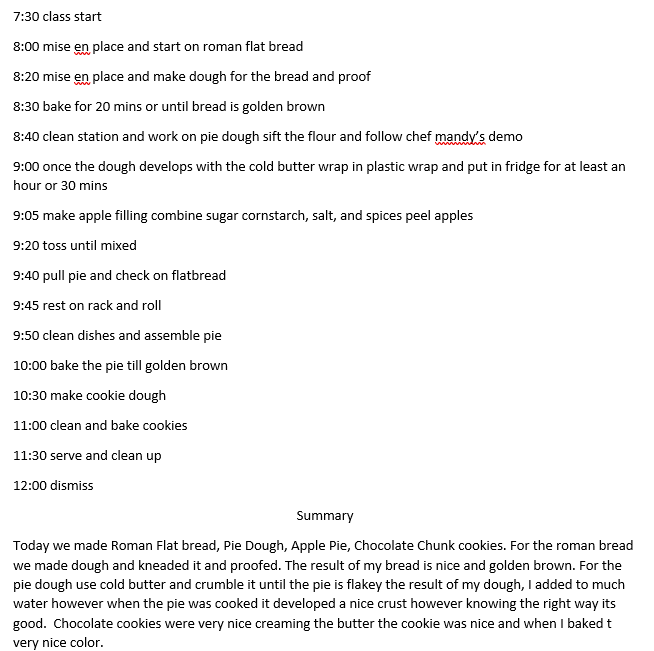 7:30 class start
8:00 mise en place and start on roman flat bread
8:20 mise en place and make dough for the bread and proof
8:30 bake for 20 mins or until bread is golden brown
8:40 clean station and work on pie dough sift the flour and follow chef mandy's demo
9:00 once the dough develops with the cold butter wrap in plastic wrap and put in fridge for at least an
hour or 30 mins
9:05 make apple filling combine sugar cornstarch, salt, and spices peel apples
9:20 toss until mixed
9:40 pull pie and check on flatbread
9:45 rest on rack and roll
9:50 clean dishes and assemble pie
10:00 bake the pie till golden brown
10:30 make cookie dough
11:00 clean and bake cookies
11:30 serve and clean up
12:00 dismiss
Summary
Today we made Roman Flat bread, Pie Dough, Apple Pie, Chocolate Chunk cookies. For the roman bread
we made dough and kneaded it and proofed. The result of my bread is nice and golden brown. For the
pie dough use cold butter and crumble it until the pie is flakey the result of my dough, I added to much
water however when the pie was cooked it developed a nice crust however knowing the right way its
good.  Chocolate cookies were very nice creaming the butter the cookie was nice and when I baked t
very nice color.